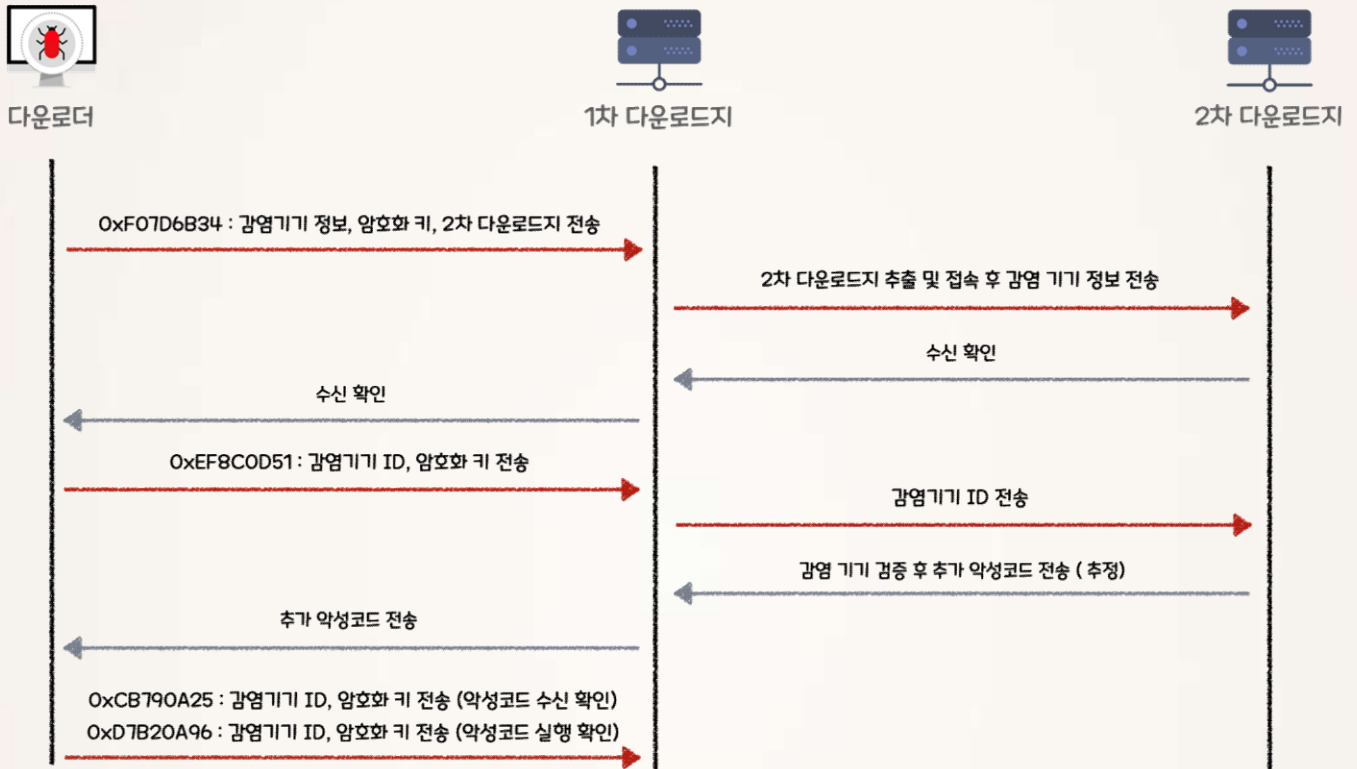 다운로더
1차 다운로드지
2차 다운로드지
0xF07D6B34 : 감염기기 정보, 암호화 키, 2차 다운로드지 전송
2차 다운로드지 추출 및 접속 후 감염 기기 정보 전송
수신 확인
수신 확인
0xEF8C0D51 : 감염기기 ID, 암호화 키 전송
감염기기 ID 전송
감염 기기 검증 후 추가 악성코드 전송 ( 추정)
추가 악성코드 전송
0xCB790A25 : 감염기기 ID, 암호화 키 전송 (악성코드 수신 확인)
0xD7B20A96 : 감염기기 ID, 암호화 키 전송 (악성코드 실행 확인)